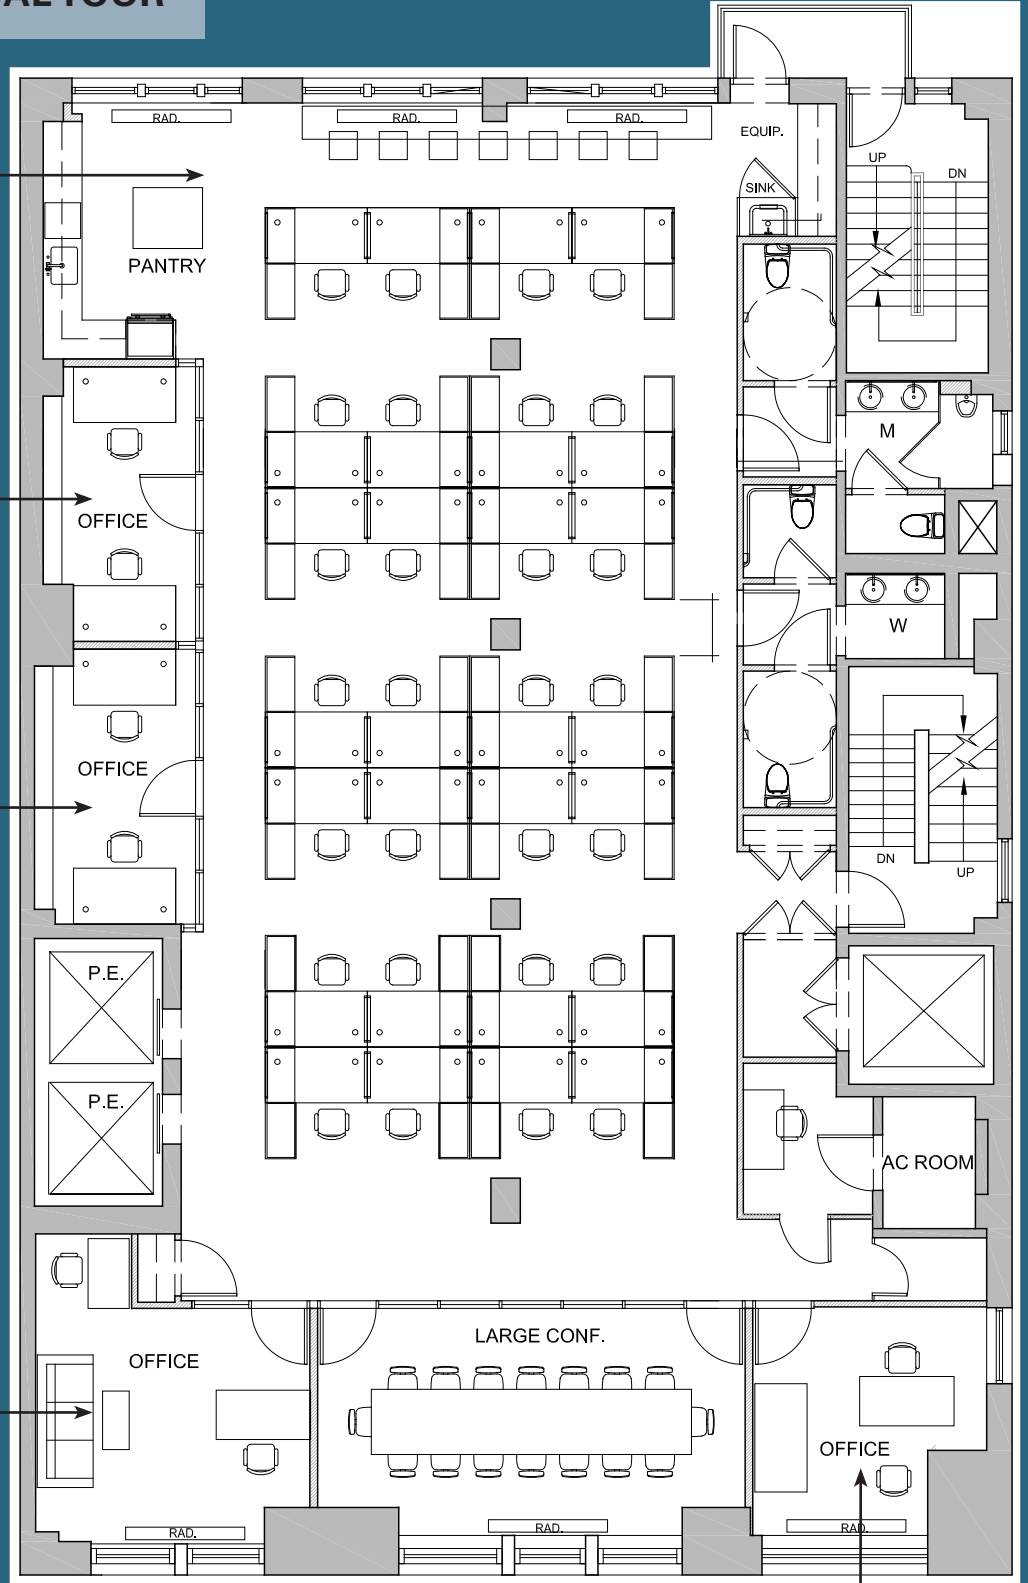 RAD.
RAD.
RAD.
EQUIP.
UP
DN
SINK
PANTRY
M
OFFICE
W
OFFICE
DN
UP
P.E.
P.E.
AC ROOM
LARGE CONF.
OFFICE
OFFICE
RAD.
RAD.
RAD.